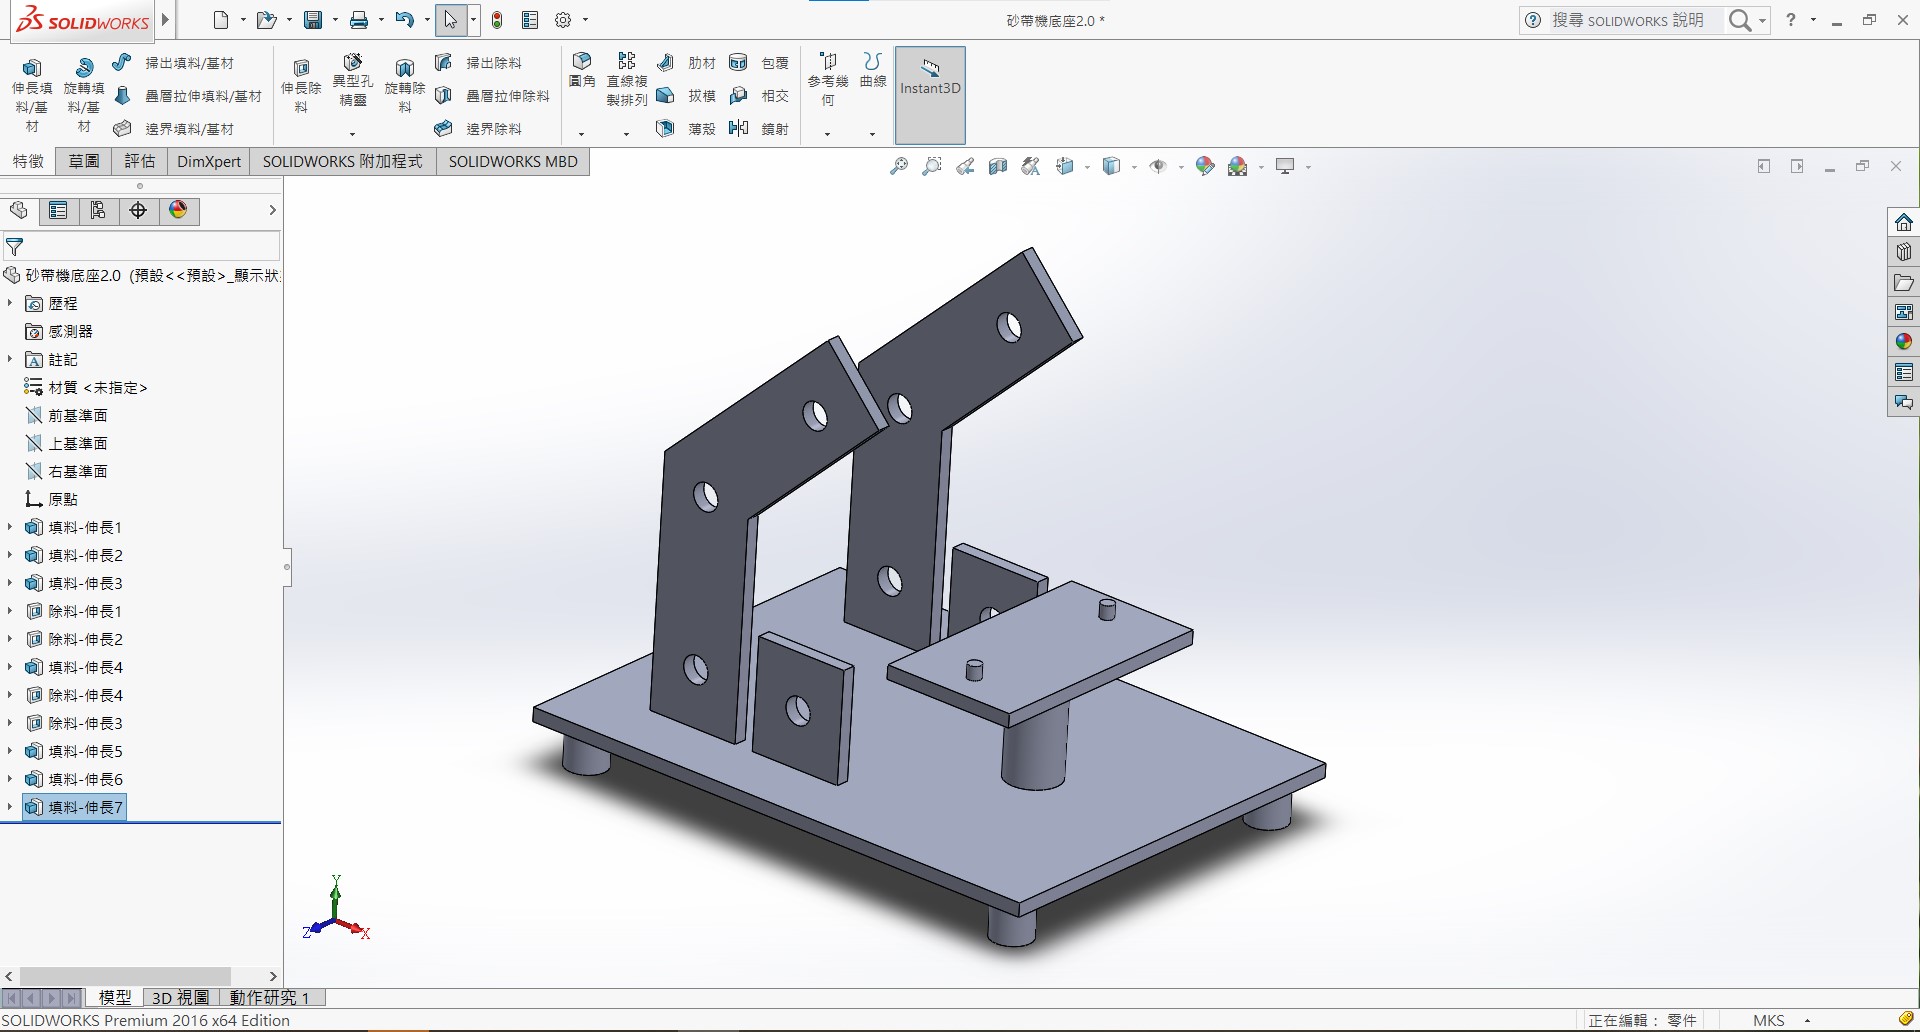 SOLIDWORKS
砂帶機底座2.0 *
搜尋 SOLIDWORKS 說明
伸長填料/基材
旋轉填料/基材
掃出填料/基材
疊層拉伸填料/基材
邊界填料/基材
伸長除料
異型孔精靈
旋轉除料
掃出除料
疊層拉伸除料
邊界除料
圓角
直線複製排列
肋材
拔模
薄殼
包覆
相交
鏡射
參考幾何
曲線
Instant3D
特徵
草圖
評估
DimXpert
SOLIDWORKS 附加程式
SOLIDWORKS MBD
砂帶機底座2.0 (預設<<預設>_顯示狀
歷程
感測器
註記
材質 <未指定>
前基準面
上基準面
右基準面
原點
填料-伸長1
填料-伸長2
填料-伸長3
除料-伸長1
除料-伸長2
填料-伸長4
除料-伸長4
除料-伸長3
填料-伸長5
填料-伸長6
填料-伸長7
Y
Z
X
模型
3D 視圖
動作研究 1
SOLIDWORKS Premium 2016 x64 Edition
正在編輯： 零件
MKS